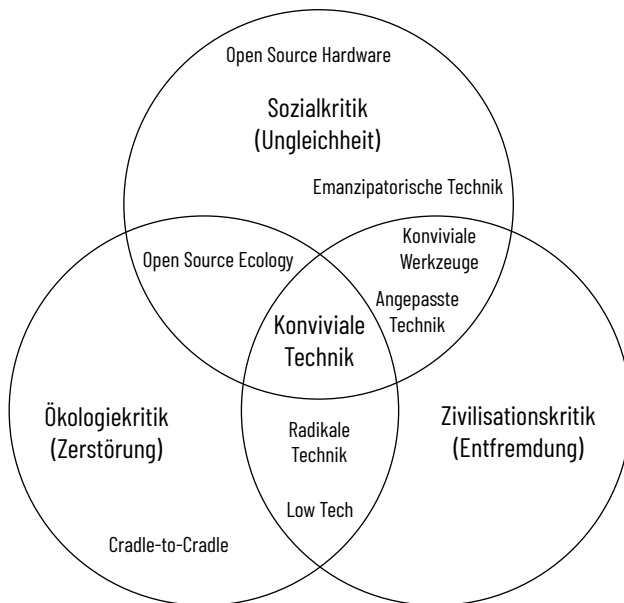 Open Source Hardware
Sozialkritik
(Ungleichheit)
Emanzipatorische Technik
Open Source Ecology
Konviviale
Werkzeuge
Angepasste
Technik
Konviviale
Technik
Ökologiekritik
(Zerstörung)
Radikale
Technik
Zivilisationskritik
(Entfremdung)
Low Tech
Cradle-to-Cradle